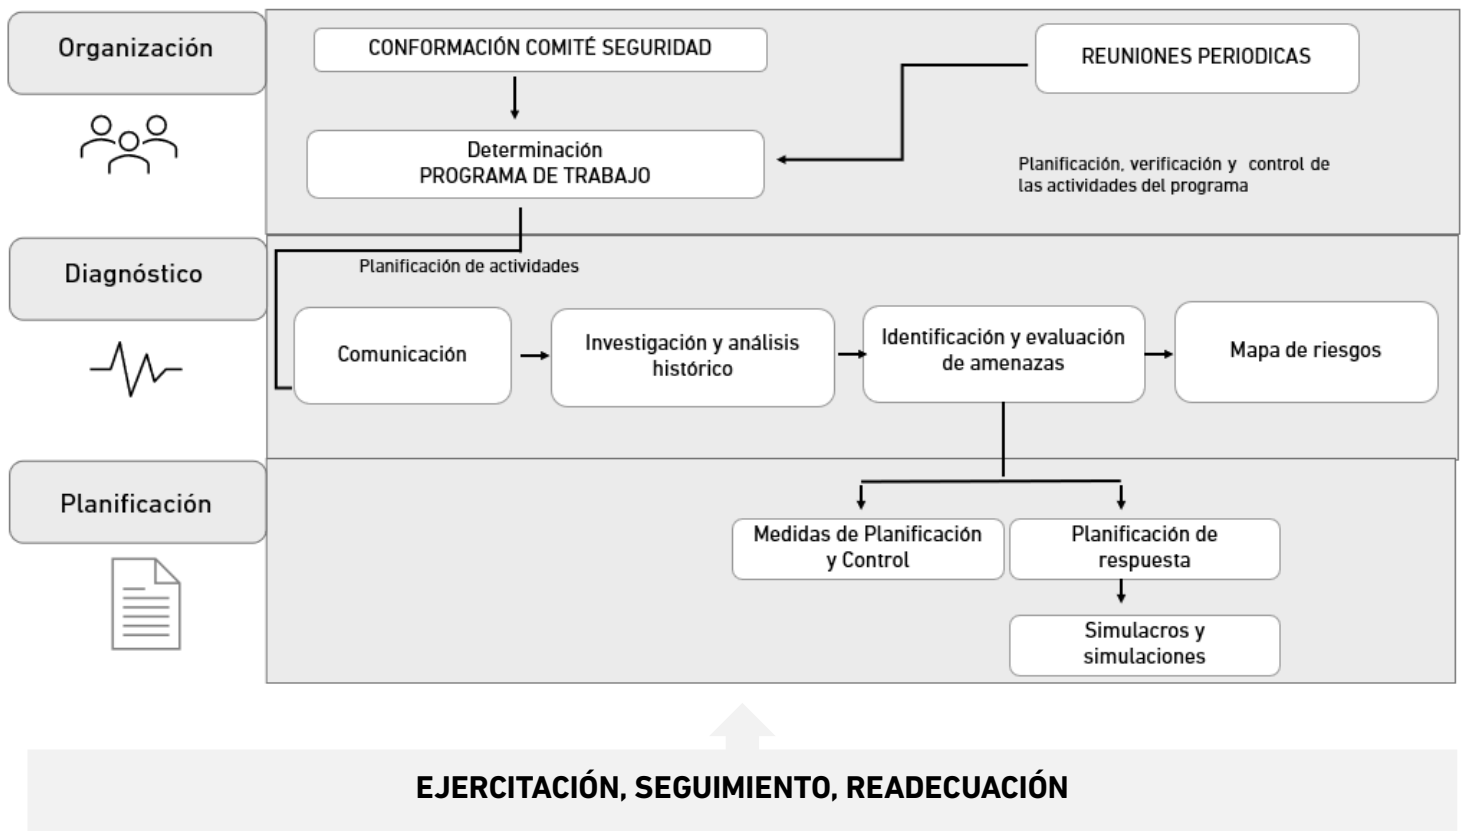 Organización
CONFORMACIÓN COMITÉ SEGURIDAD
REUNIONES PERIODICAS
Determinación
PROGRAMA DE TRABAJO
Planificación, verificación y control de
las actividades del programa
Diagnóstico
Planificación de actividades
Comunicación
Investigación y análisis
histórico
Identificación y evaluación
de amenazas
Mapa de riesgos
Planificación
Medidas de Planificación
y Control
Planificación de
respuesta
Simulacros y
simulaciones
EJERCITACIÓN, SEGUIMIENTO, READECUACIÓN